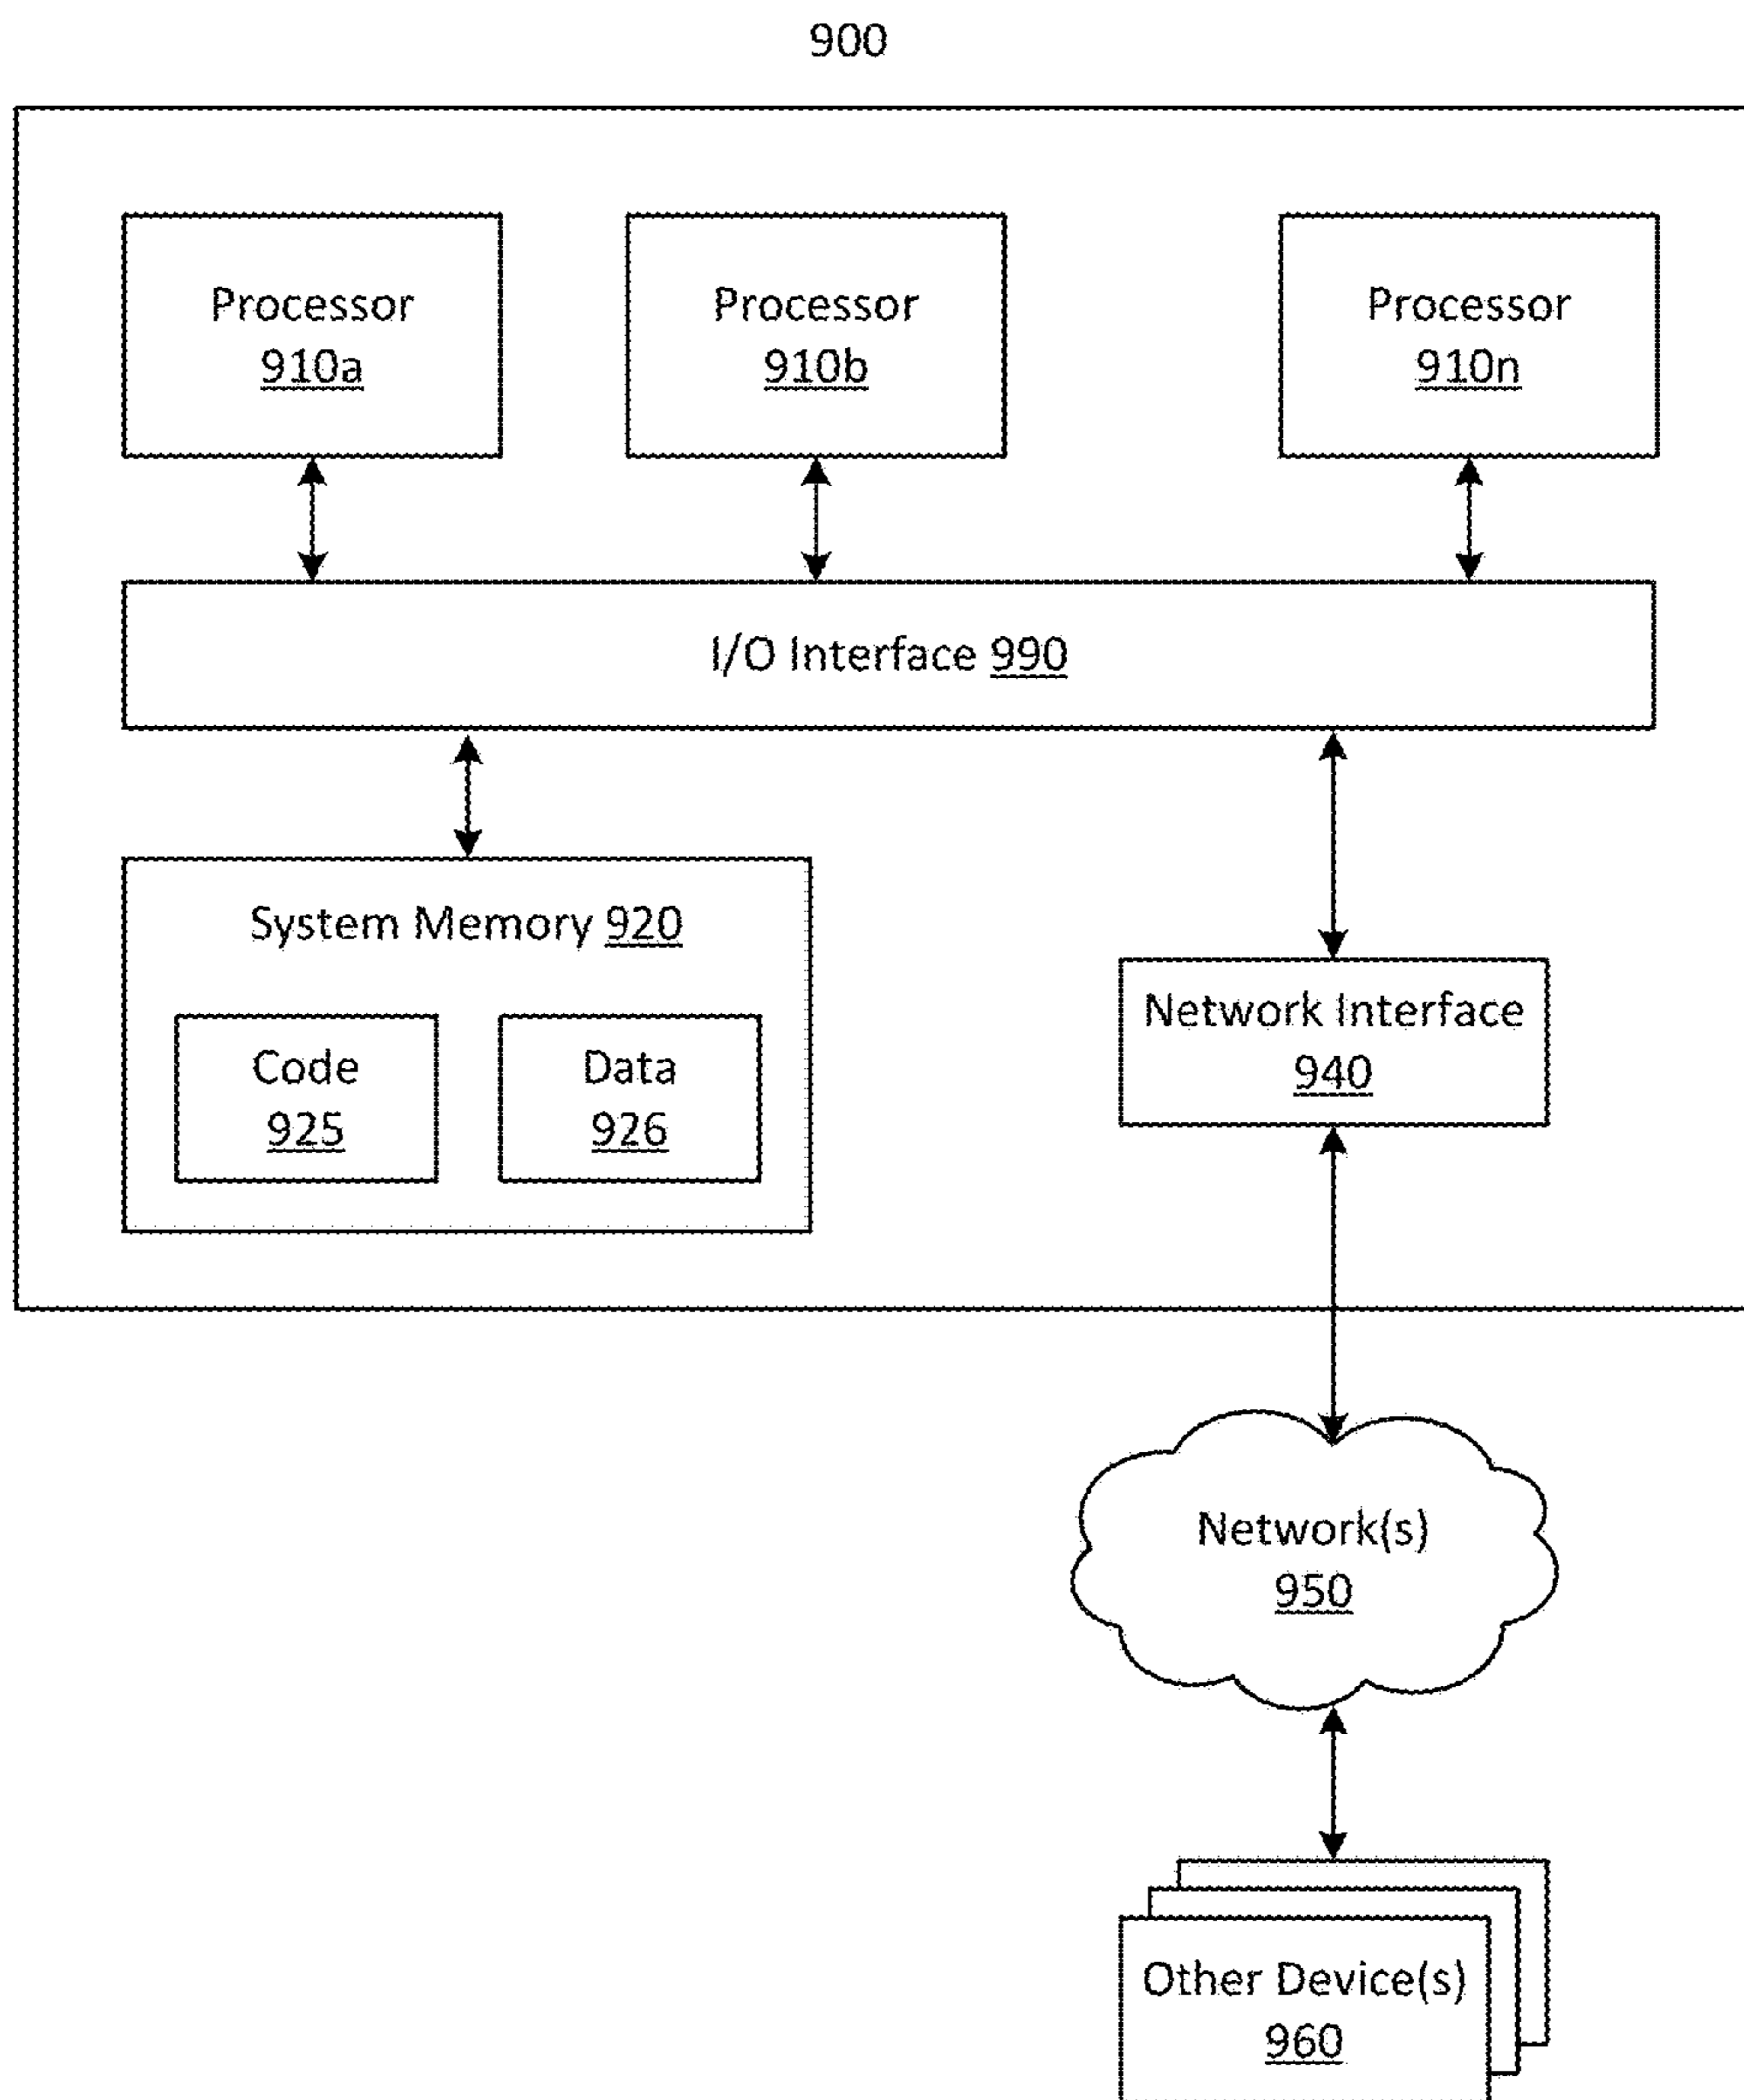 900
Processor
910a
Processor
910b
Processor
910n
I/O Interface 990
System Memory 920
Code
925
Data
926
Network Interface
940
Network(s)
950
Other Device(s)
960